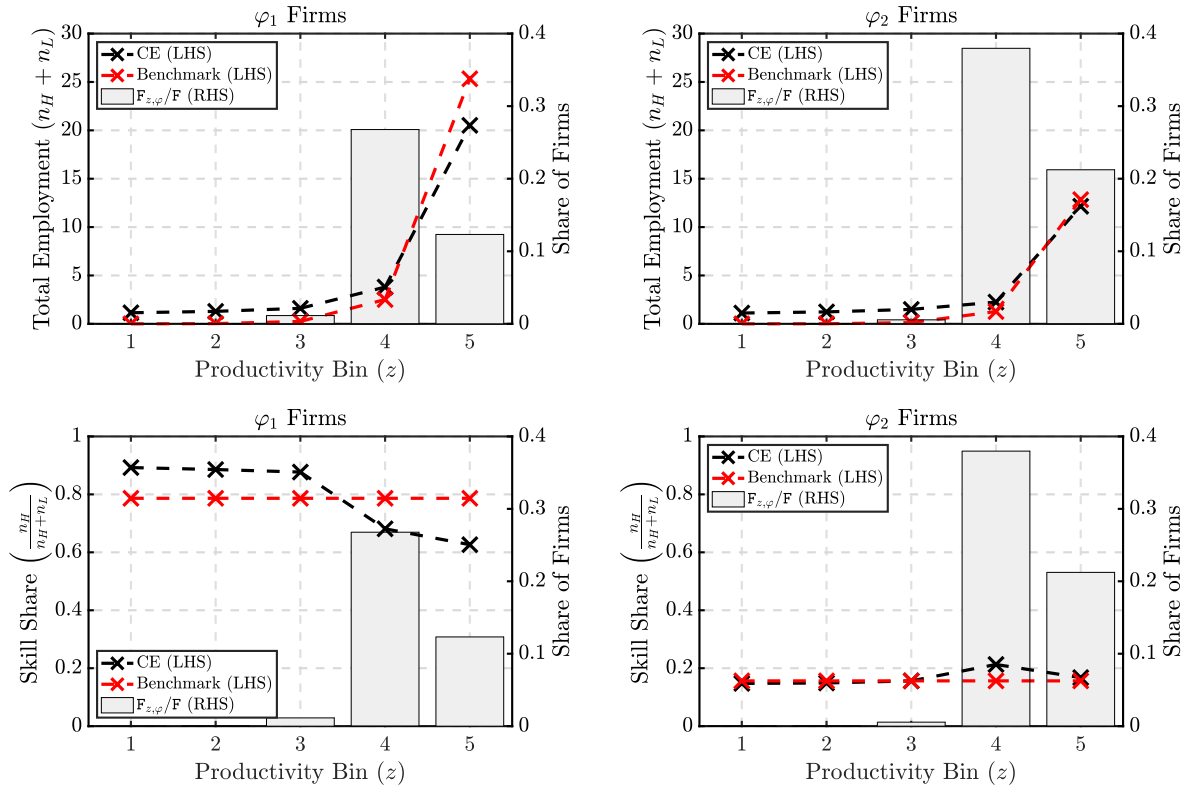 φ₁ Firms
Total Employment (n_H + n_L)
30
25
20
15
10
5
0
CE (LHS)
Benchmark (LHS)
F_{z,φ}/F (RHS)
0.4
0.3
0.2
0.1
0
Share of Firms
1 2 3 4 5
Productivity Bin (z)
φ₂ Firms
Total Employment (n_H + n_L)
30
25
20
15
10
5
0
CE (LHS)
Benchmark (LHS)
F_{z,φ}/F (RHS)
0.4
0.3
0.2
0.1
0
Share of Firms
1 2 3 4 5
Productivity Bin (z)
φ₁ Firms
Skill Share (n_H/(n_H+n_L))
1
0.8
0.6
0.4
0.2
0
CE (LHS)
Benchmark (LHS)
F_{z,φ}/F (RHS)
0.4
0.3
0.2
0.1
0
Share of Firms
1 2 3 4 5
Productivity Bin (z)
φ₂ Firms
Skill Share (n_H/(n_H+n_L))
1
0.8
0.6
0.4
0.2
0
CE (LHS)
Benchmark (LHS)
F_{z,φ}/F (RHS)
0.4
0.3
0.2
0.1
0
Share of Firms
1 2 3 4 5
Productivity Bin (z)